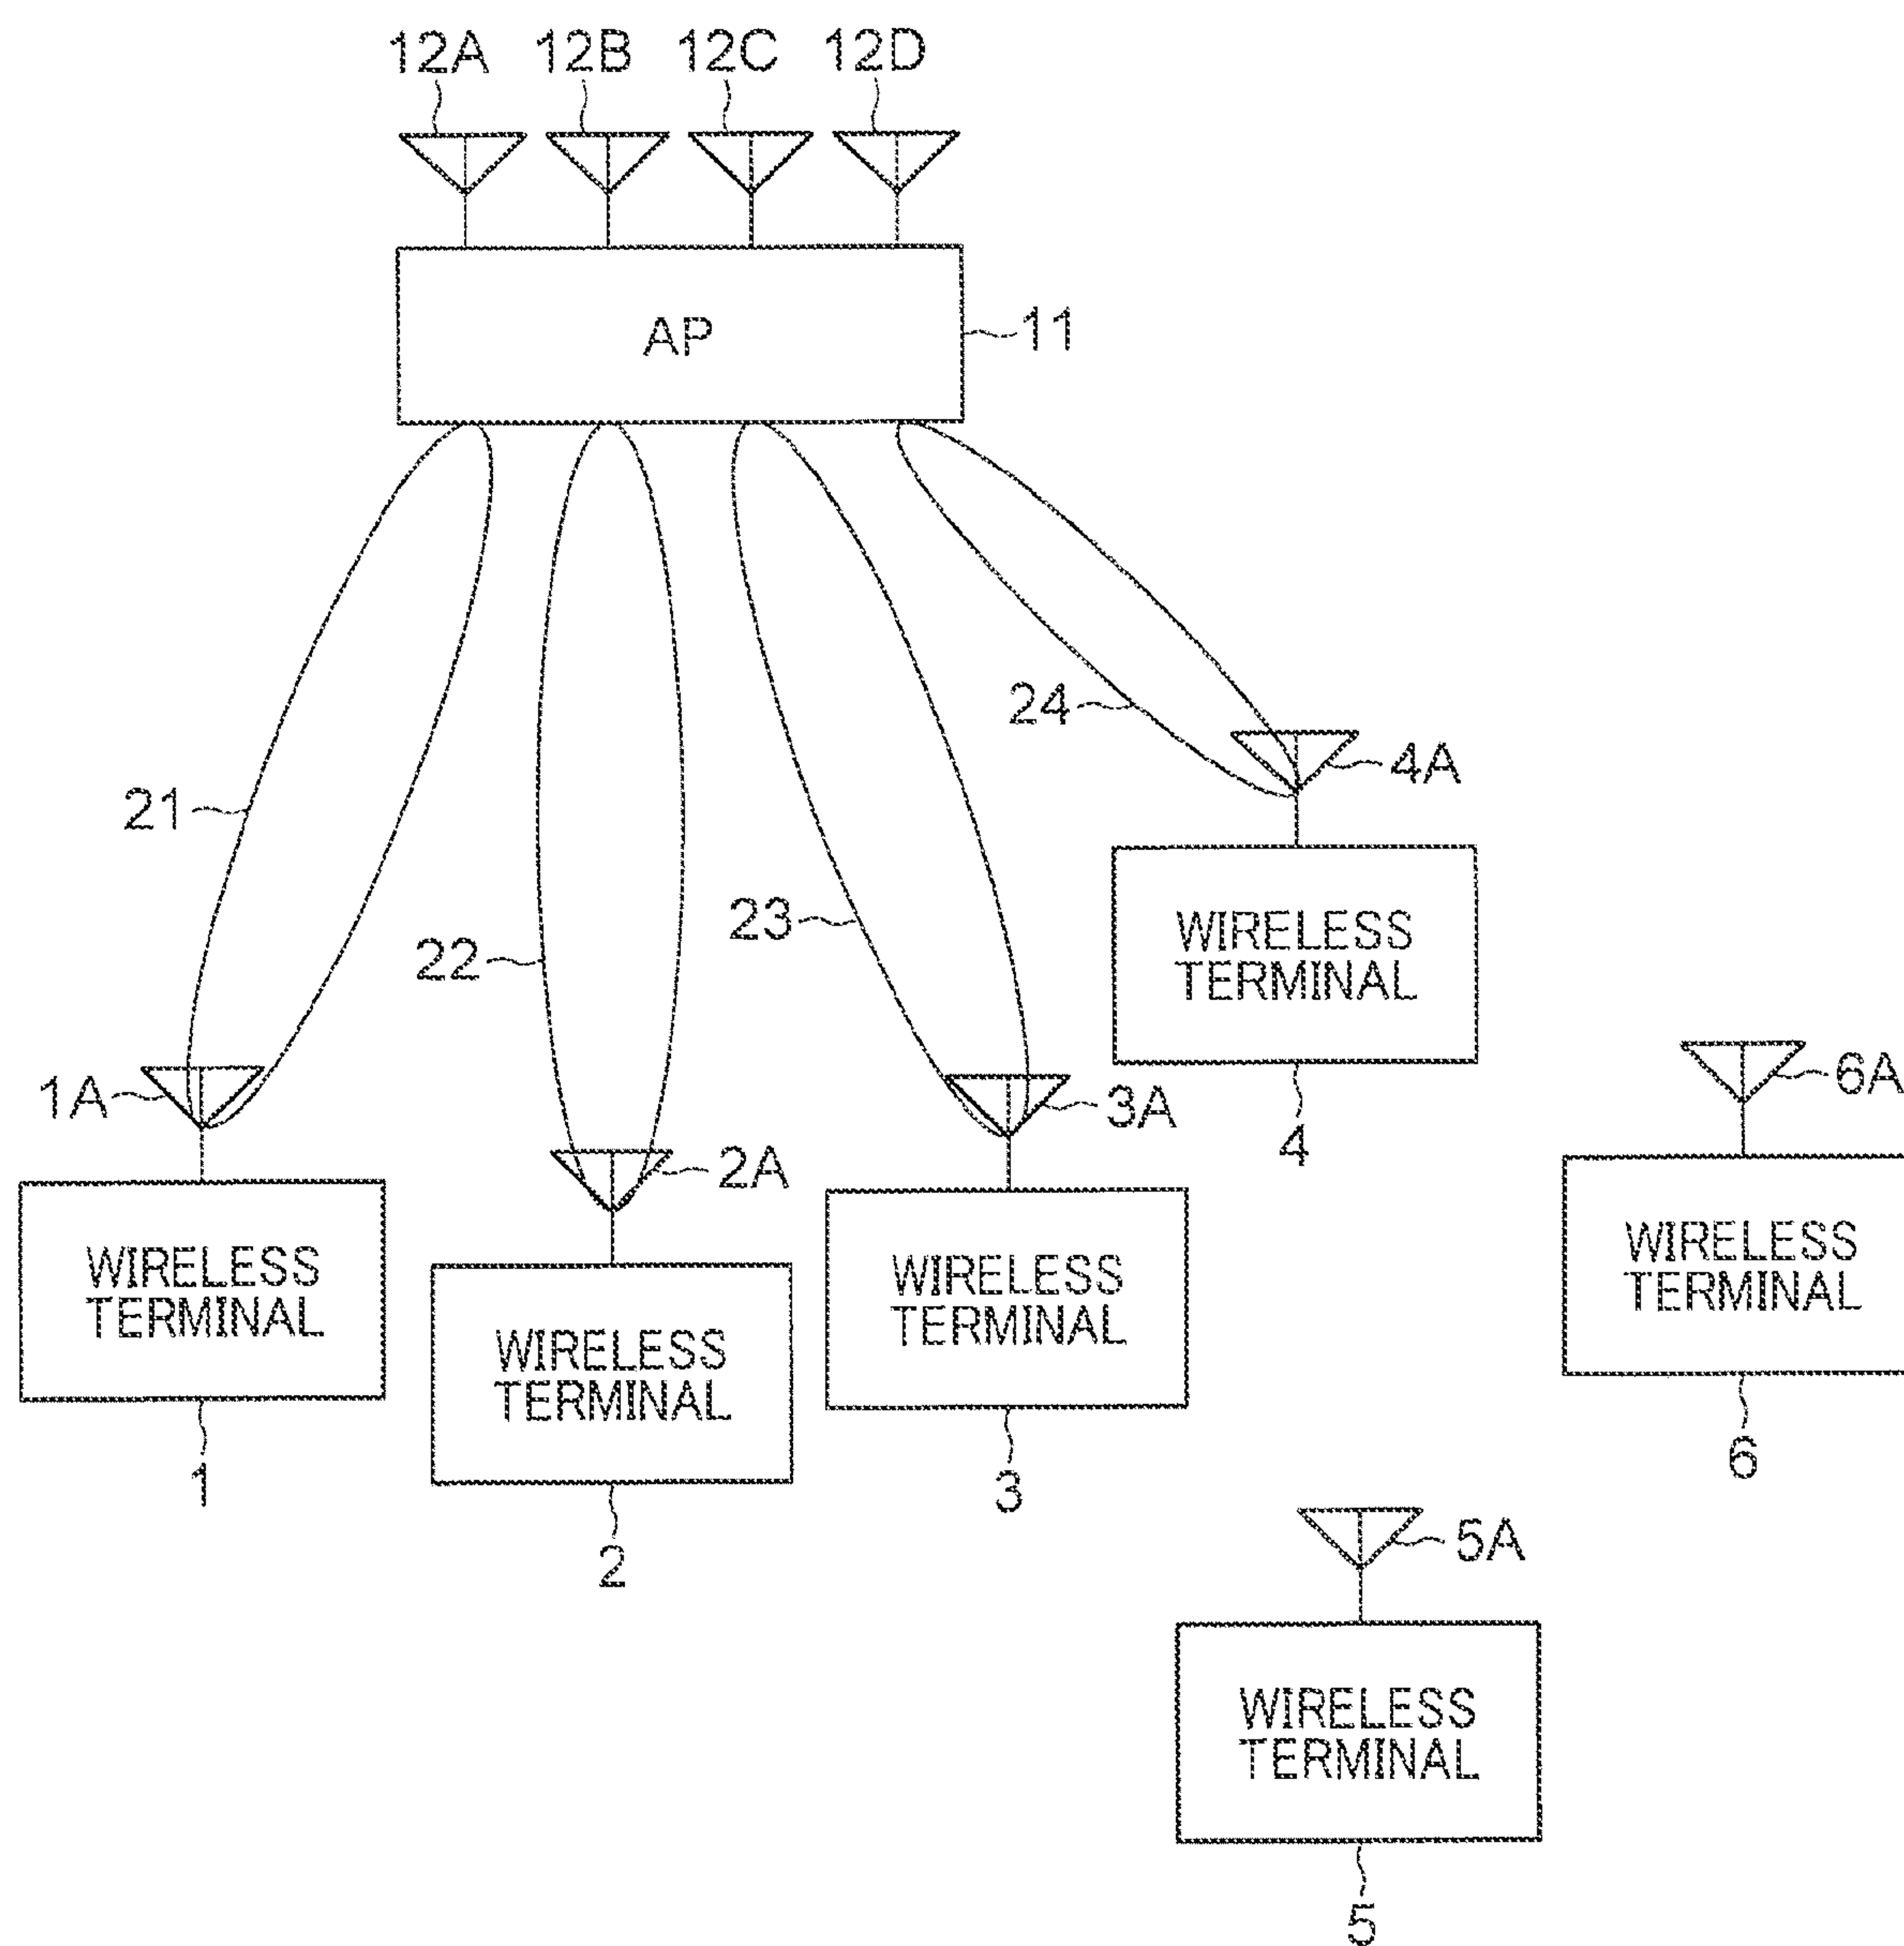 12A 12B 12C 12D
AP
11
21
22
23
24
4A
WIRELESS
TERMINAL
4
1A
2A
3A
6A
WIRELESS
TERMINAL
1
WIRELESS
TERMINAL
2
WIRELESS
TERMINAL
3
WIRELESS
TERMINAL
6
5A
WIRELESS
TERMINAL
5